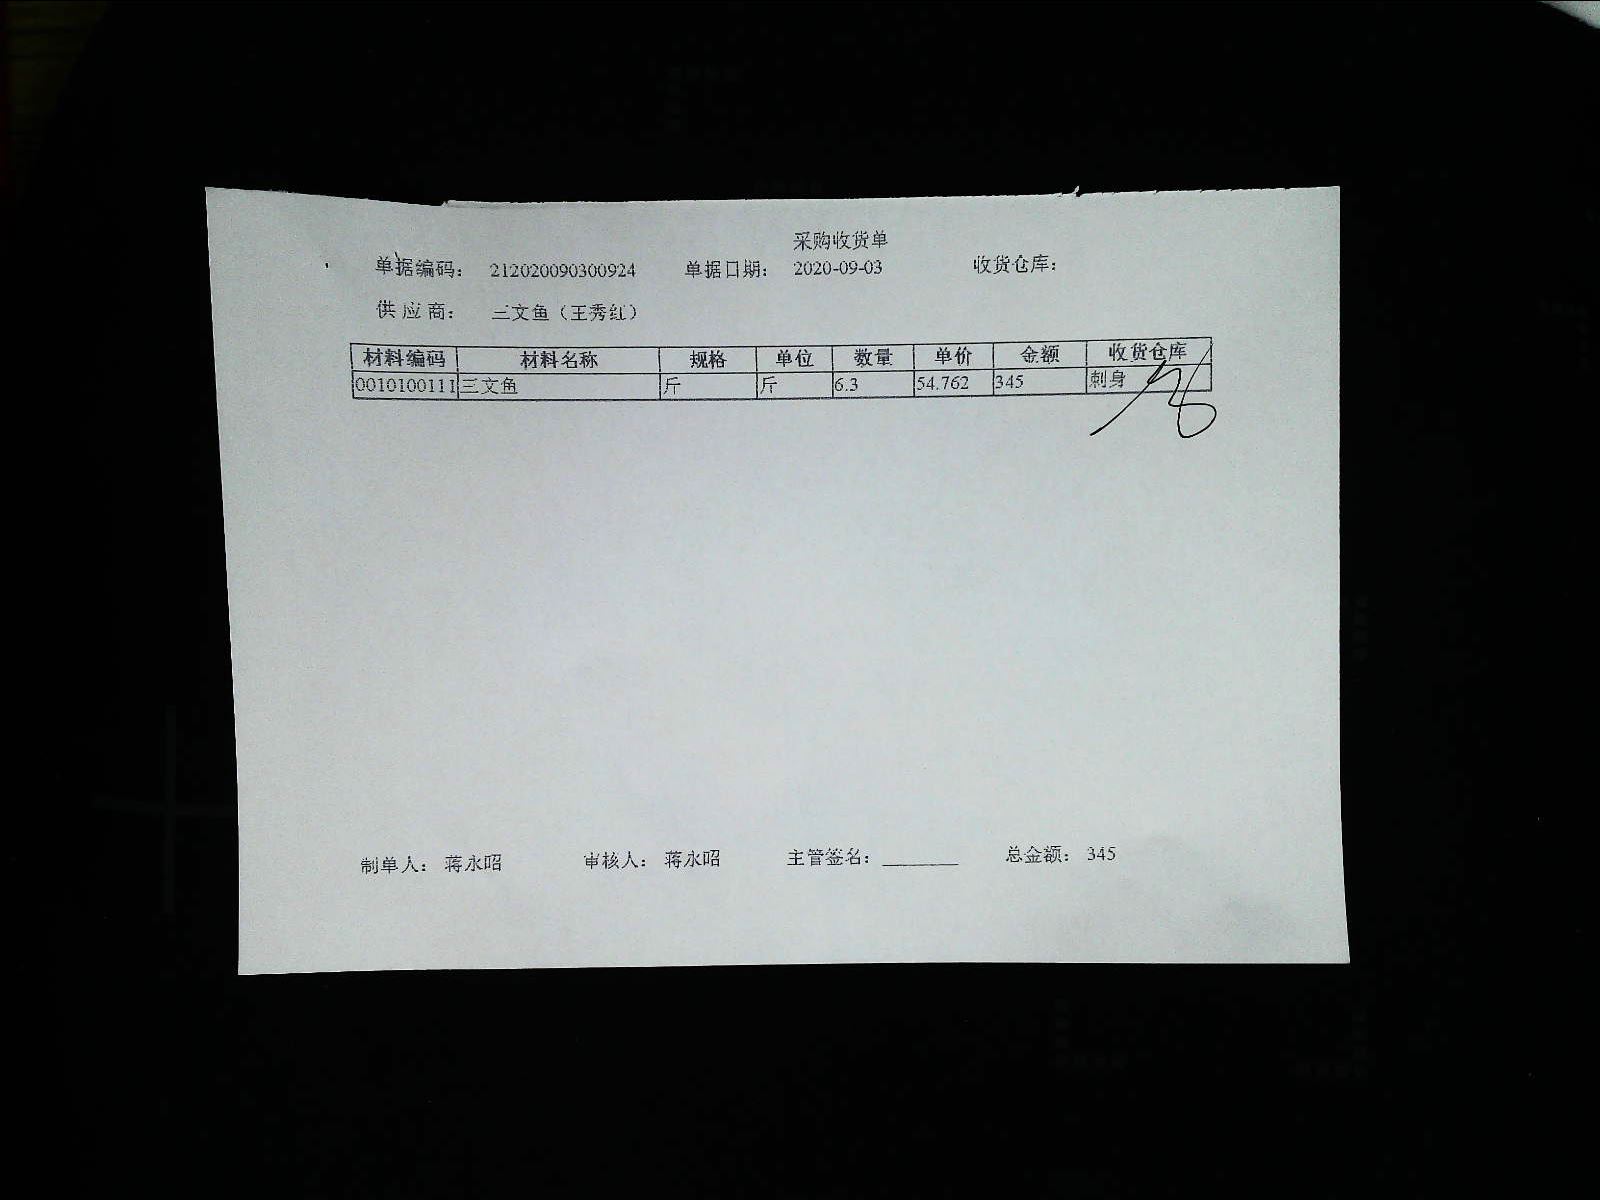 采购收货单
单据编码： 212020090300924 单据日期： 2020-09-03 收货仓库：
供应商： 三文鱼（王秀红）
材料编码 材料名称 规格 单位 数量 单价 金额 收货仓库
0010100111 三文鱼 斤 斤 6.3 54.762 345 刺身
制单人： 蒋永昭 审核人： 蒋永昭 主管签名：________ 总金额： 345